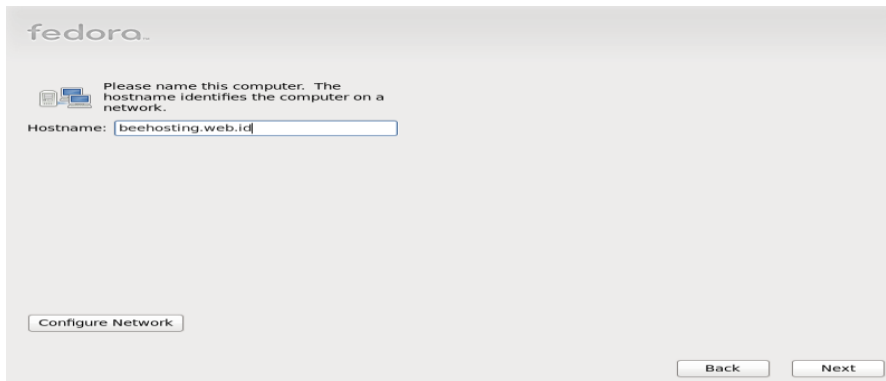 fedora
Please name this computer. The
hostname identifies the computer on a
network.
Hostname: beehosting.web.id
Configure Network
Back Next